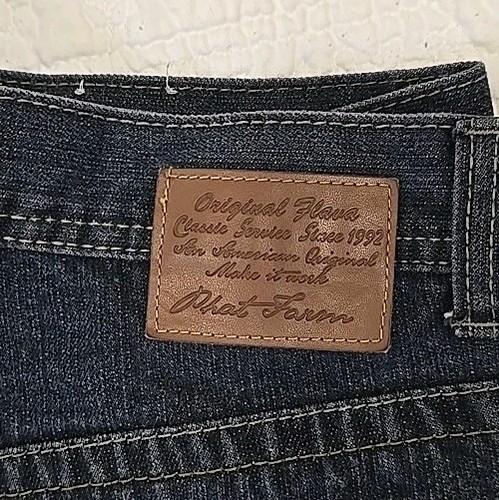 Original Flava
Classic Service Since 1992
An American Original
Make it work
Phat Farm